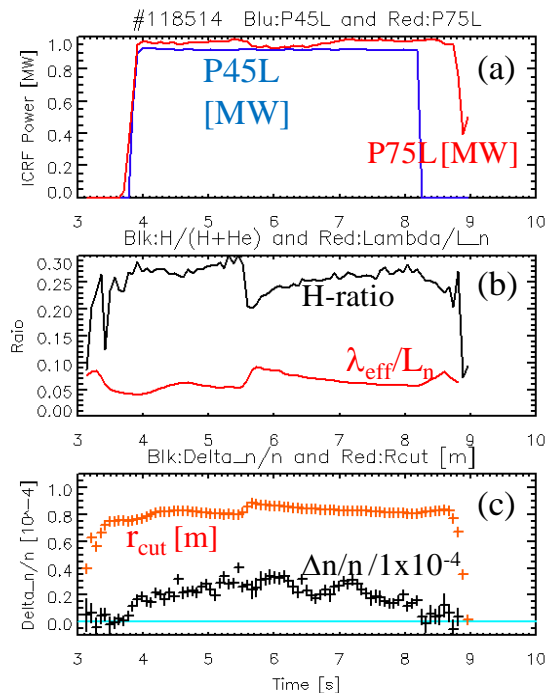 #118514 Blu:P45L and Red:P75L
ICRF Power [MW]
1.0
0.8
0.6
0.4
0.2
0.0
(a)
P45L
[MW]
P75L[MW]
3 4 5 6 7 8 9 10
Blk:H/(H+He) and Red:Lambda/L_n
Raio
0.30
0.25
0.20
0.15
0.10
0.05
0.00
(b)
H-ratio
λeff/Ln
3 4 5 6 7 8 9 10
Blk:Delta_n/n and Red:Rcut [m]
Delta_n/n [10^-4]
1.0
0.8
0.6
0.4
0.2
0.0
(c)
rcut [m]
Δn/n /1x10-4
3 4 5 6 7 8 9 10
Time [s]